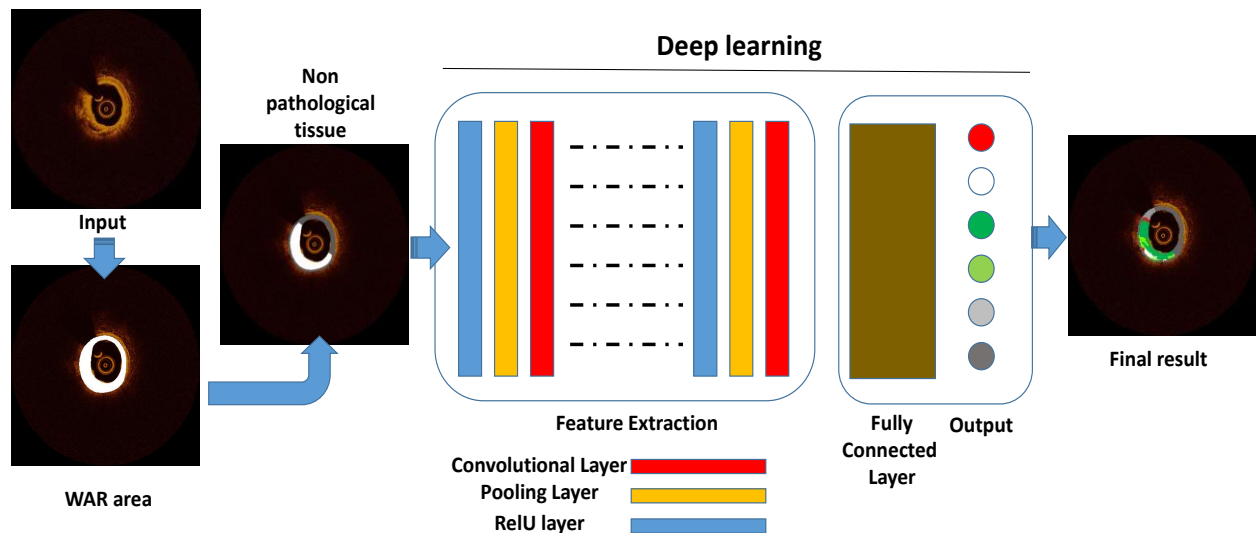 Deep learning
Non
pathological
tissue
Input
WAR area
Feature Extraction
Convolutional Layer
Pooling Layer
RelU layer
Fully
Connected
Layer
Output
Final result